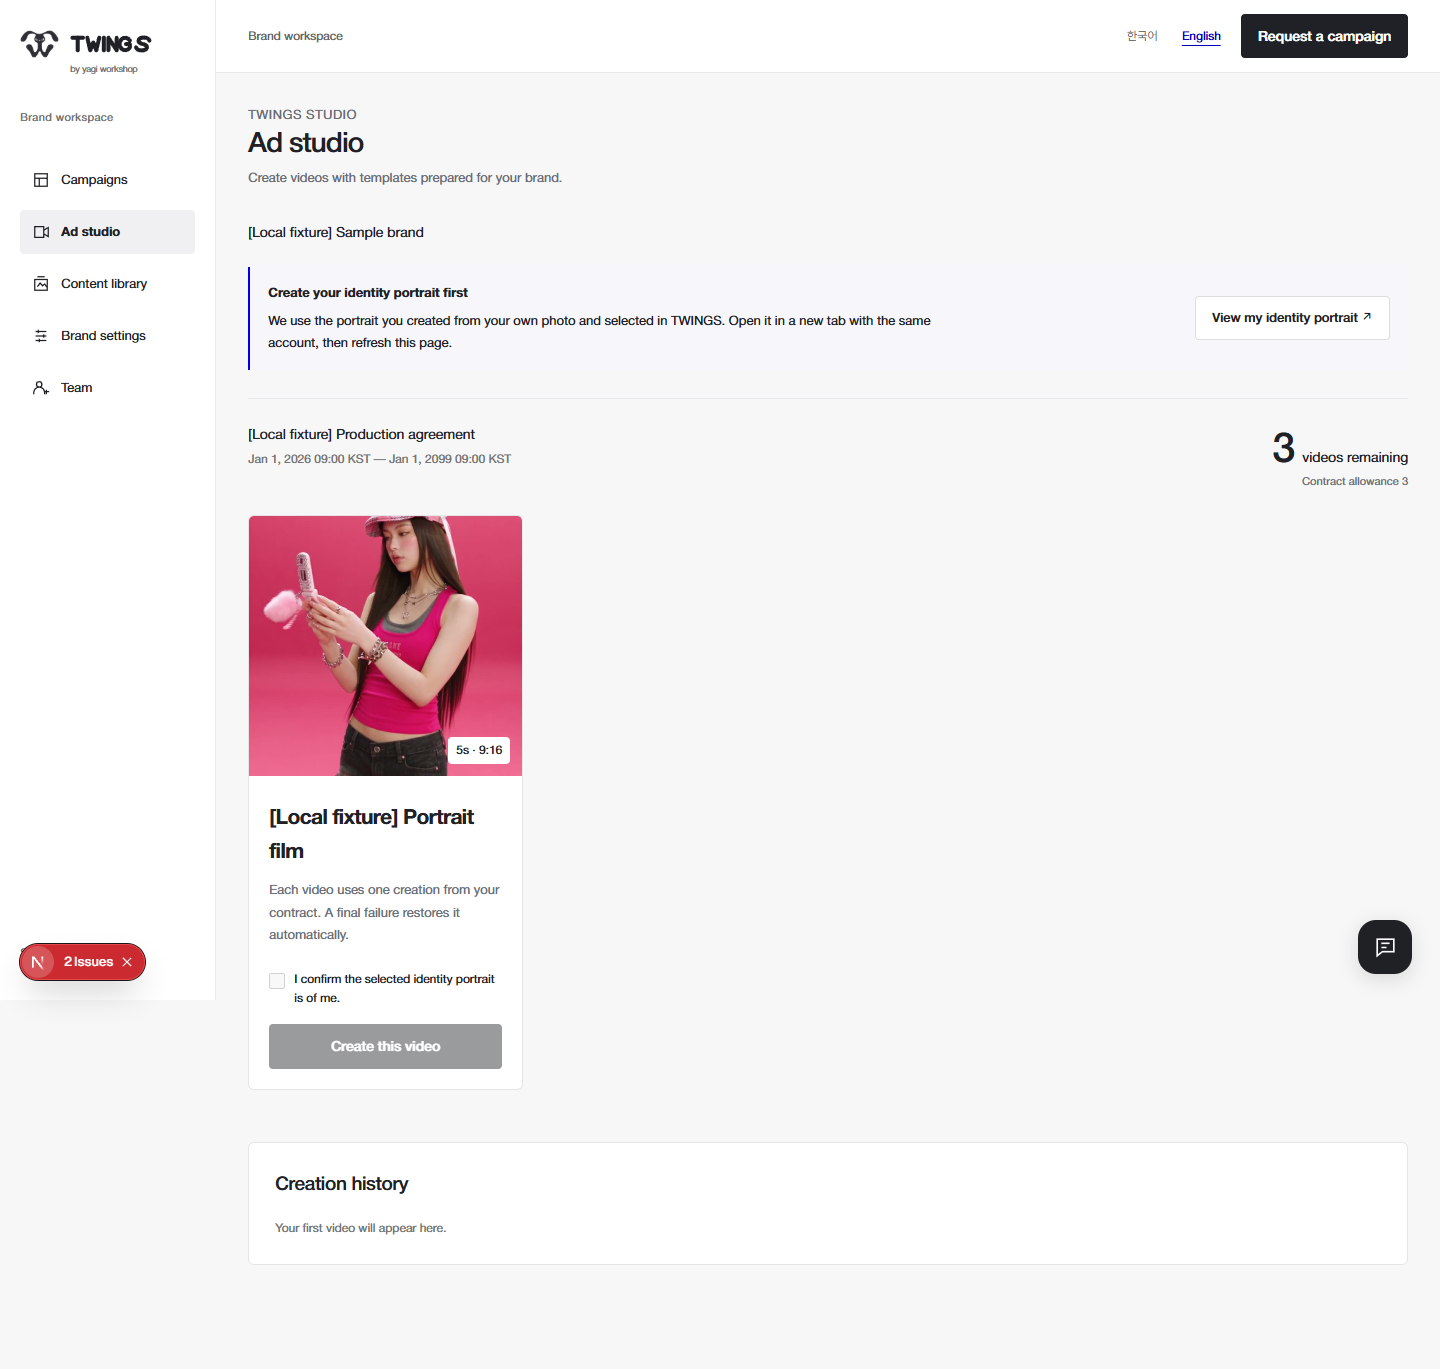 TWINGS
by yagi workshop
Brand workspace
Campaigns
Ad studio
Content library
Brand settings
Team
2 Issues
Brand workspace
한국어
English
Request a campaign
TWINGS STUDIO
Ad studio
Create videos with templates prepared for your brand.
[Local fixture] Sample brand
Create your identity portrait first
We use the portrait you created from your own photo and selected in TWINGS. Open it in a new tab with the same
account, then refresh this page.
View my identity portrait ↗
[Local fixture] Production agreement
Jan 1, 2026 09:00 KST — Jan 1, 2099 09:00 KST
3 videos remaining
Contract allowance 3
5s · 9:16
[Local fixture] Portrait
film
Each video uses one creation from your
contract. A final failure restores it
automatically.
I confirm the selected identity portrait
is of me.
Create this video
Creation history
Your first video will appear here.